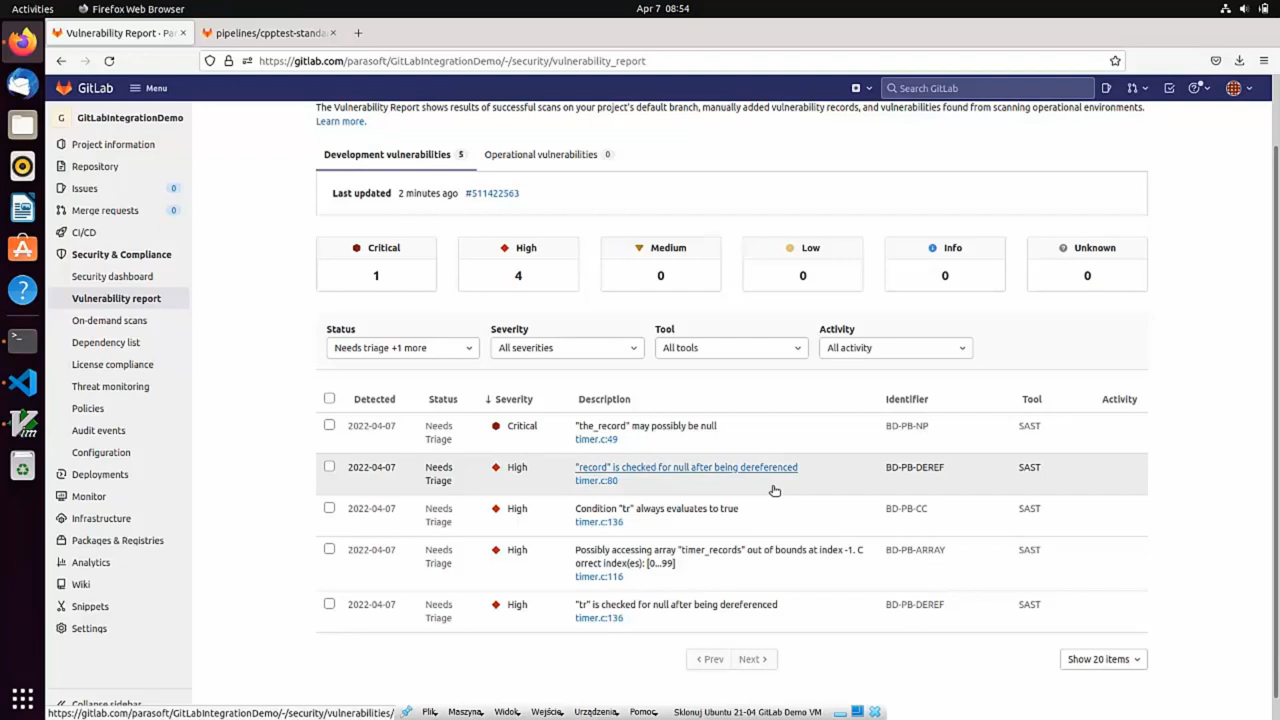 Activities
Firefox Web Browser
Apr 7 08:54
Vulnerability Report · Par ×
pipelines/cpptest-standa ×
https://gitlab.com/parasoft/GitLabIntegrationDemo/-/security/vulnerability_report
GitLab
Menu
Search GitLab
G GitLabIntegrationDemo
Project information
Repository
Issues 0
Merge requests 0
CI/CD
Security & Compliance
Security dashboard
Vulnerability report
On-demand scans
Dependency list
License compliance
Threat monitoring
Policies
Audit events
Configuration
Deployments
Monitor
Infrastructure
Packages & Registries
Analytics
Wiki
Snippets
Settings
Collapse sidebar
The Vulnerability Report shows results of successful scans on your project's default branch, manually added vulnerability records, and vulnerabilities found from scanning operational environments.
Learn more.
Development vulnerabilities 5
Operational vulnerabilities 0
Last updated 2 minutes ago #511422563
Critical High Medium Low Info Unknown
1 4 0 0 0 0
Status Severity Tool Activity
Needs triage +1 more All severities All tools All activity
Detected Status Severity Description Identifier Tool Activity
2022-04-07 Needs Triage Critical "the_record" may possibly be null BD-PB-NP SAST
timer.c:49
2022-04-07 Needs Triage High "record" is checked for null after being dereferenced BD-PB-DEREF SAST
timer.c:80
2022-04-07 Needs Triage High Condition "tr" always evaluates to true BD-PB-CC SAST
timer.c:136
2022-04-07 Needs Triage High Possibly accessing array "timer_records" out of bounds at index -1. C BD-PB-ARRAY SAST
orrect index(es): [0...99]
timer.c:116
2022-04-07 Needs Triage High "tr" is checked for null after being dereferenced BD-PB-DEREF SAST
timer.c:136
Prev Next
Show 20 items
https://gitlab.com/parasoft/GitLabIntegrationDemo/-/security/vulnerabilities/
Plik Maszyna Widok Wejście Urządzenia Pomoc Sklonuj Ubuntu 21-04 GitLab Demo VM